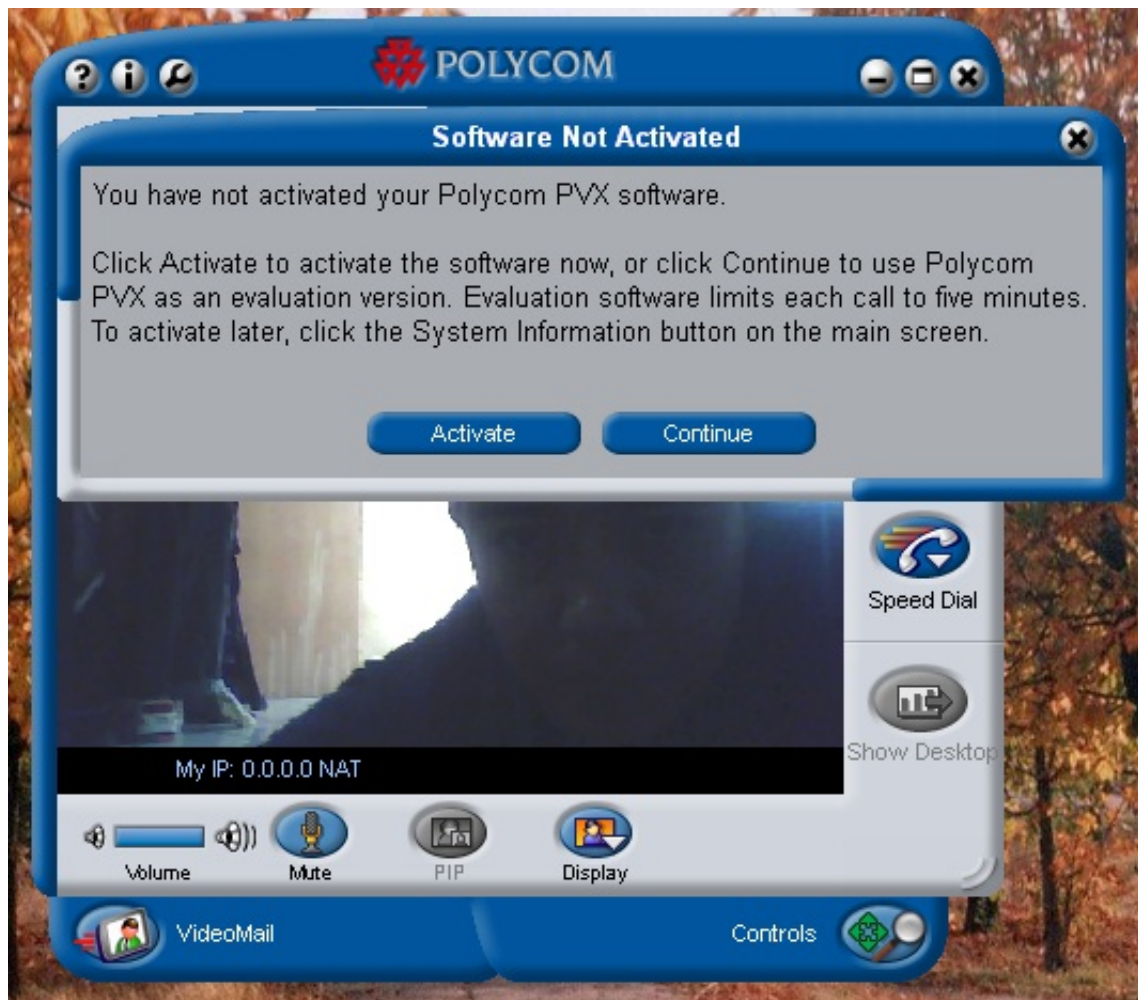 POLYCOM
Software Not Activated
You have not activated your Polycom PVX software.
Click Activate to activate the software now, or click Continue to use Polycom
PVX as an evaluation version. Evaluation software limits each call to five minutes.
To activate later, click the System Information button on the main screen.
Activate Continue
Speed Dial
Show Desktop
My IP: 0.0.0.0 NAT
Volume Mute PIP Display
VideoMail Controls